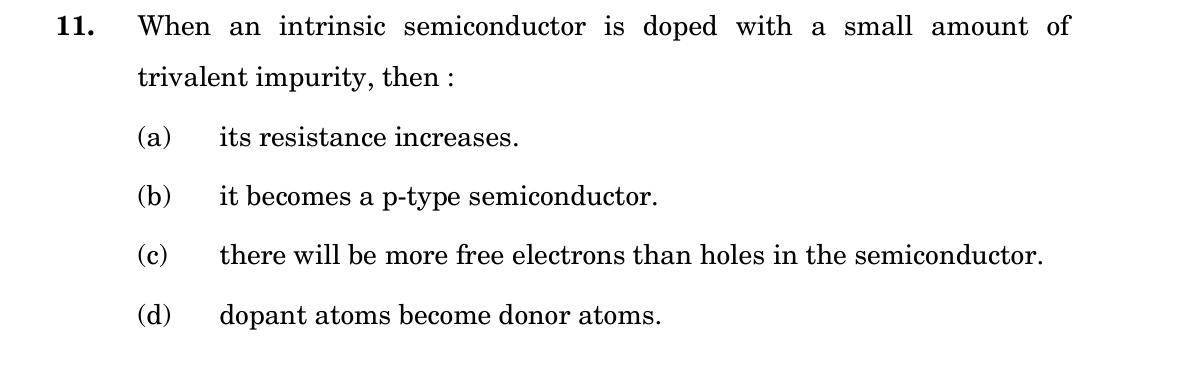 11. When an intrinsic semiconductor is doped with a small amount of
trivalent impurity, then :
(a) its resistance increases.
(b) it becomes a p-type semiconductor.
(c) there will be more free electrons than holes in the semiconductor.
(d) dopant atoms become donor atoms.